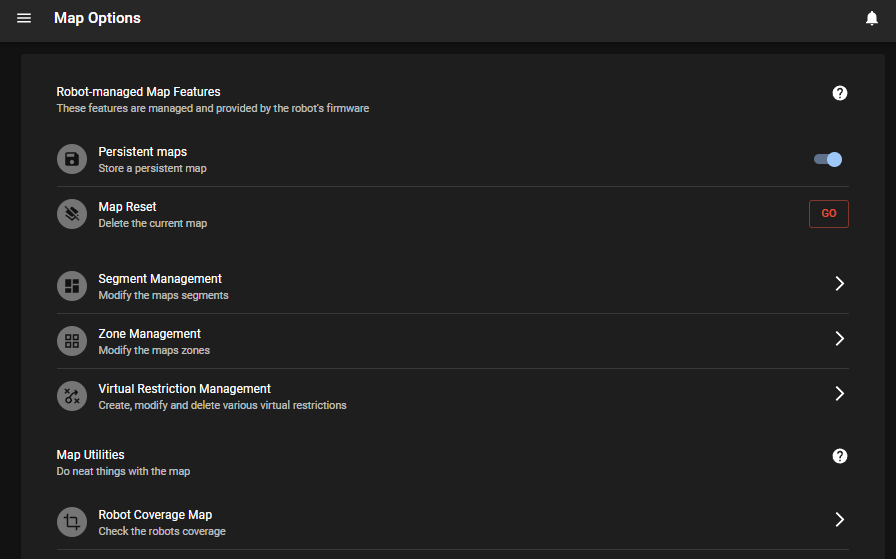 Map Options
Robot-managed Map Features
These features are managed and provided by the robot's firmware
Persistent maps
Store a persistent map
Map Reset
Delete the current map
GO
Segment Management
Modify the maps segments
Zone Management
Modify the maps zones
Virtual Restriction Management
Create, modify and delete various virtual restrictions
Map Utilities
Do neat things with the map
Robot Coverage Map
Check the robots coverage